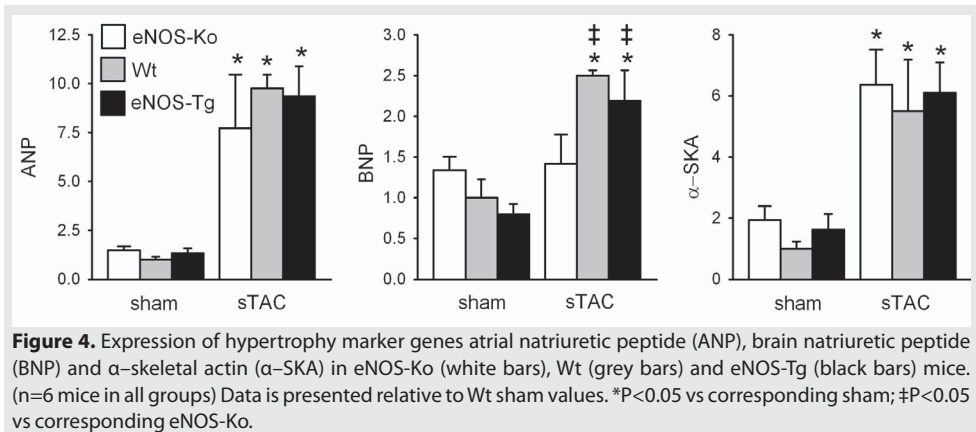 12.5
10.0
7.5
5.0
2.5
0.0
ANP
eNOS-Ko
Wt
eNOS-Tg
* * *
sham sTAC
3.0
2.5
2.0
1.5
1.0
0.5
0.0
BNP
‡ ‡
* *
sham sTAC
8
6
4
2
0
α–SKA
* * *
sham sTAC
Figure 4. Expression of hypertrophy marker genes atrial natriuretic peptide (ANP), brain natriuretic peptide
(BNP) and α–skeletal actin (α–SKA) in eNOS-Ko (white bars), Wt (grey bars) and eNOS-Tg (black bars) mice.
(n=6 mice in all groups) Data is presented relative to Wt sham values. *P<0.05 vs corresponding sham; ‡P<0.05
vs corresponding eNOS-Ko.